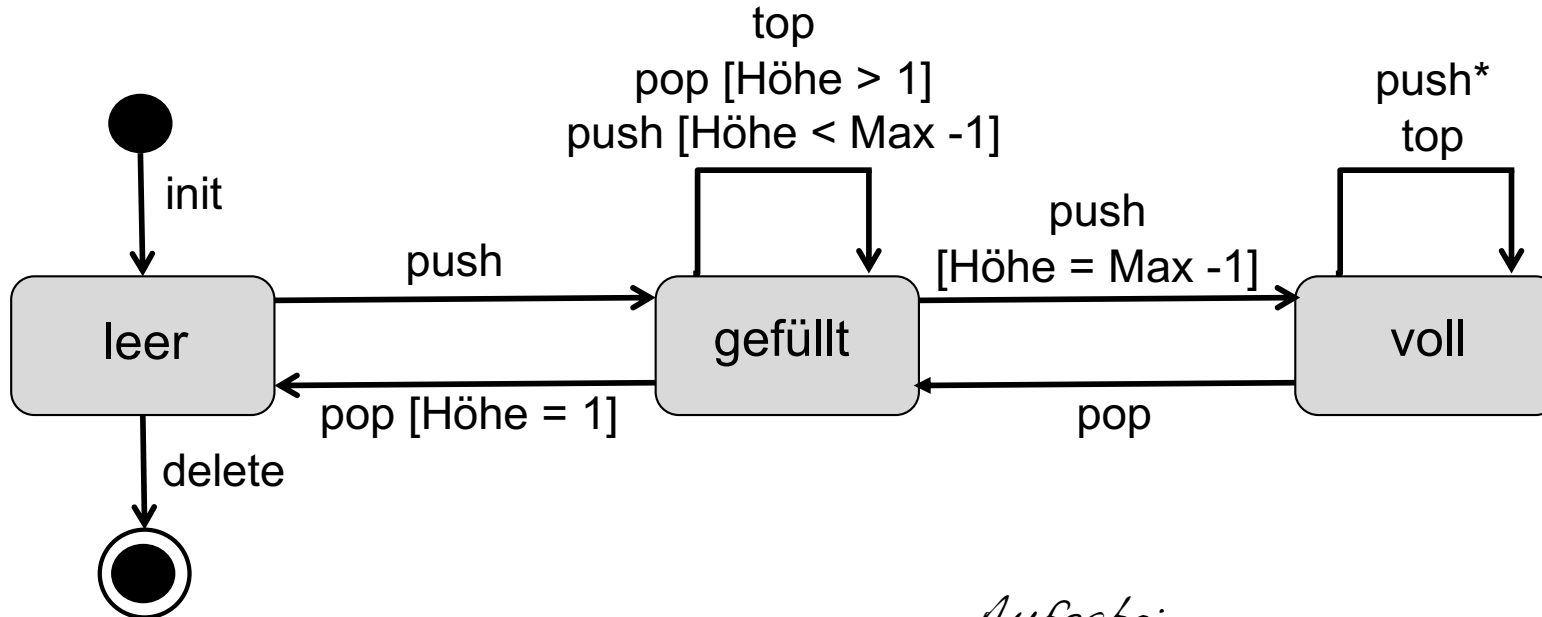 top
pop [Höhe > 1]
push [Höhe < Max -1]
push*
top
init
push
push
[Höhe = Max -1]
leer
gefüllt
voll
pop [Höhe = 1]
pop
delete